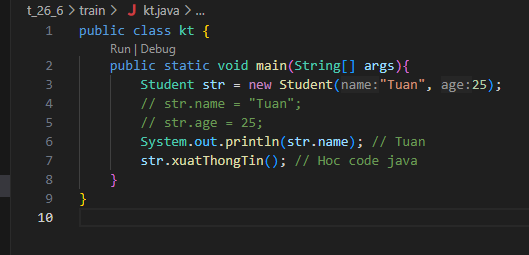 t_26_6 > train > J kt.java > ...
1 public class kt {
Run | Debug
2 public static void main(String[] args){
3 Student str = new Student(name:"Tuan", age:25);
4 // str.name = "Tuan";
5 // str.age = 25;
6 System.out.println(str.name); // Tuan
7 str.xuatThongTin(); // Hoc code java
8 }
9 }
10